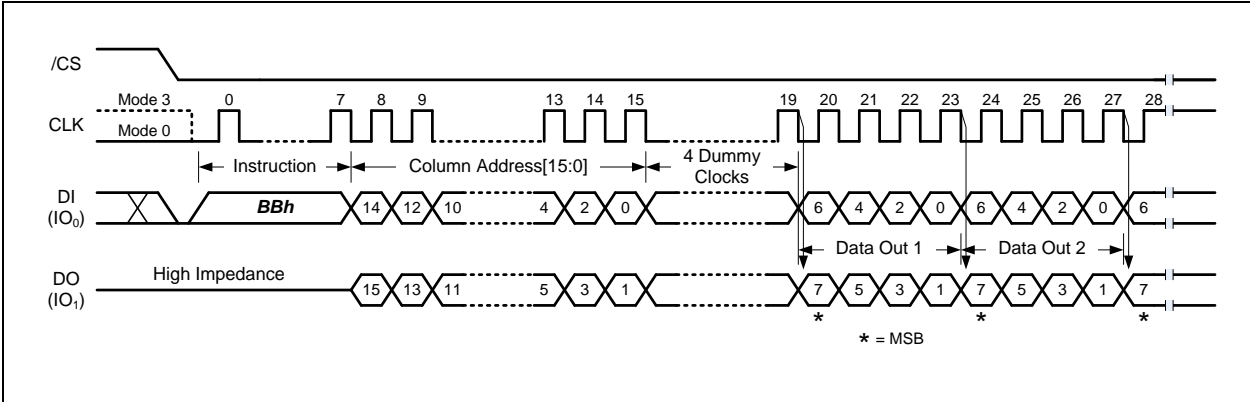 /CS
Mode 3
0 7 8 9 13 14 15 19 20 21 22 23 24 25 26 27 28
CLK
Mode 0
Instruction
Column Address[15:0]
4 Dummy
Clocks
DI
(IO0)
BBh
14 12 10 4 2 0 6 4 2 0 6 4 2 0 6
Data Out 1
Data Out 2
DO
(IO1)
High Impedance
15 13 11 5 3 1 7 5 3 1 7 5 3 1 7
* * *
* = MSB